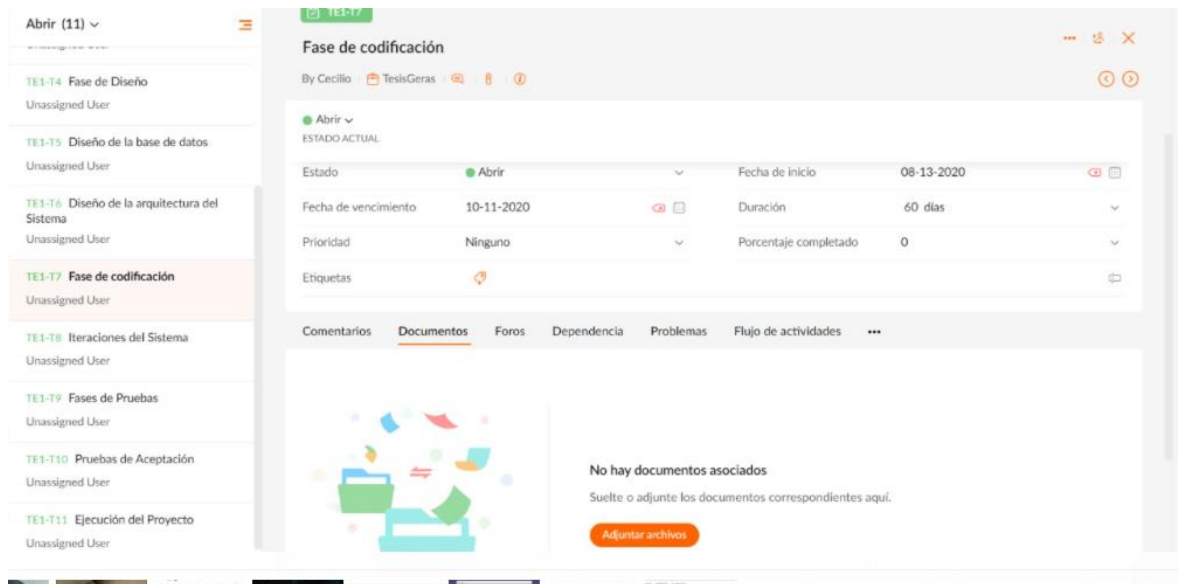 Abrir (11)
TE1-T4 Fase de Diseño
Unassigned User
TE1-T5 Diseño de la base de datos
Unassigned User
TE1-T6 Diseño de la arquitectura del
Sistema
Unassigned User
TE1-T7 Fase de codificación
Unassigned User
TE1-T8 Iteraciones del Sistema
Unassigned User
TE1-T9 Fases de Pruebas
Unassigned User
TE1-T10 Pruebas de Aceptación
Unassigned User
TE1-T11 Ejecución del Proyecto
Unassigned User
TE1-T7
Fase de codificación
By Cecilio TesisGeras
Abrir
ESTADO ACTUAL
Estado Abrir Fecha de inicio 08-13-2020
Fecha de vencimiento 10-11-2020 Duración 60 días
Prioridad Ninguno Porcentaje completado 0
Etiquetas
Comentarios Documentos Foros Dependencia Problemas Flujo de actividades •••
No hay documentos asociados
Suelte o adjunte los documentos correspondientes aquí.
Adjuntar archivos